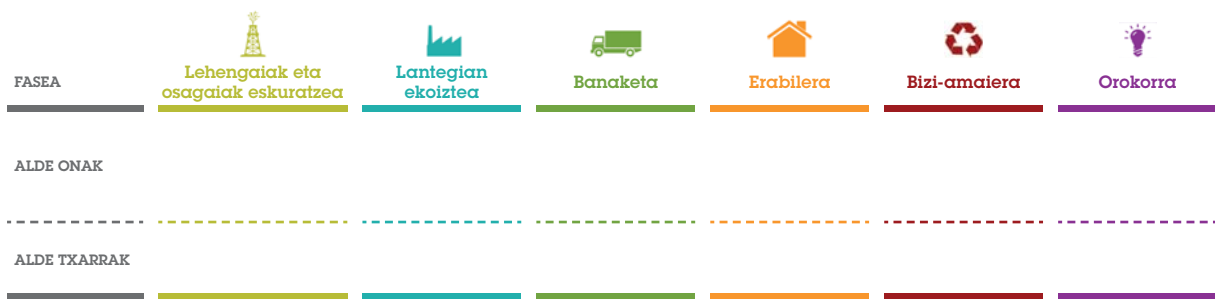 FASEA
Lehengaiak eta
osagaiak eskuratzea
Lantegian
ekoiztea
Banaketa
Erabilera
Bizi-amaiera
Orokorra
ALDE ONAK
ALDE TXARRAK